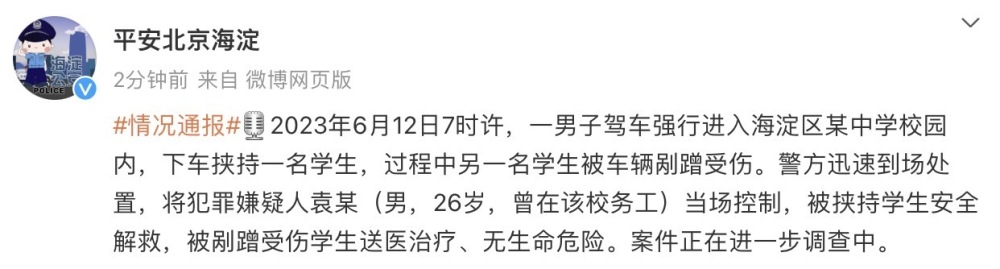 平安北京海淀
2分钟前 来自 微博网页版
#情况通报#🎙2023年6月12日7时许，一男子驾车强行进入海淀区某中学校园
内，下车挟持一名学生，过程中另一名学生被车辆剐蹭受伤。警方迅速到场处
置，将犯罪嫌疑人袁某（男，26岁，曾在该校务工）当场控制，被挟持学生安全
解救，被剐蹭受伤学生送医治疗、无生命危险。案件正在进一步调查中。
海淀
POLICE
V